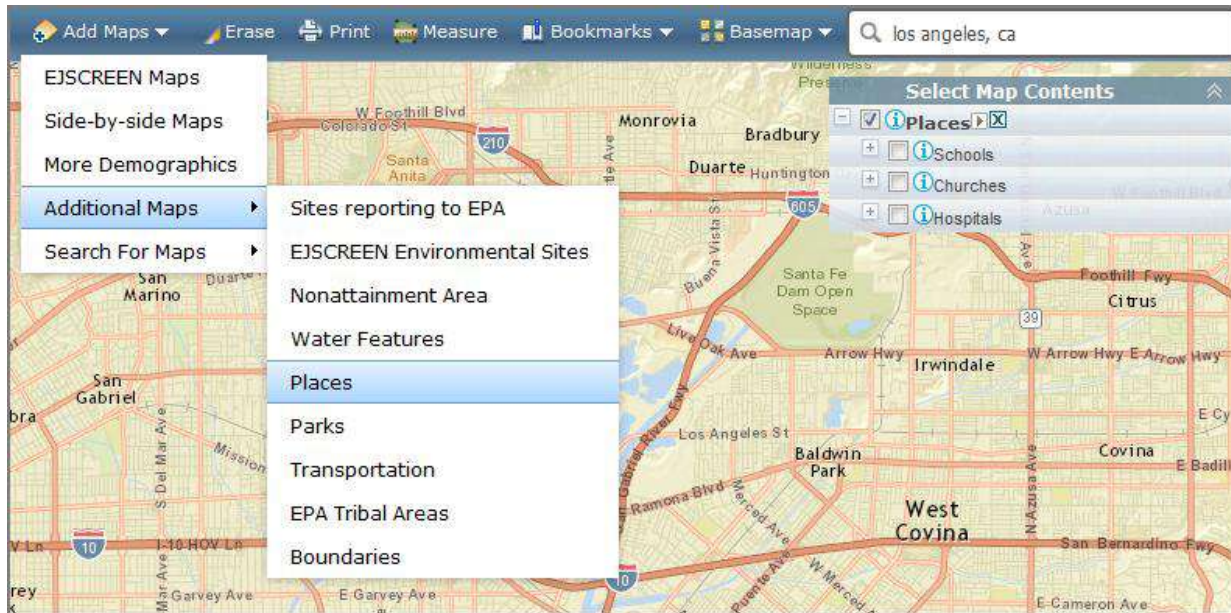 Add Maps Erase Print Measure Bookmarks Basemap los angeles, ca
EJSCREEN Maps
Side-by-side Maps
More Demographics
Additional Maps
Search For Maps
Sites reporting to EPA
EJSCREEN Environmental Sites
Nonattainment Area
Water Features
Places
Parks
Transportation
EPA Tribal Areas
Boundaries
Select Map Contents
Places
Schools
Churches
Hospitals
Wilderness
W Foothill Blvd
Colorado St
210
Monrovia
Bradbury
Duarte
Huntington
Santa
Anita
605
Azusa
Buena Vista St
San
Marino
Duarte
Santa Fe
Dam Open
Space
Foothill Fwy
Citrus
39
Live Oak Ave
Arrow Hwy
Irwindale
W Arrow Hwy
E Arrow Hwy
San
Gabriel
bra
S Del Mar Ave
Mission
Los Angeles St
Gabriel River Fwy
Baldwin
Park
Ramona Blvd
Merced Ave
Covina
E Cy
E Badill
N Azusa Ave
West
Covina
San Bernardino Fwy
10
I-10 HOV Ln
10
W Merced Ave
Puente Ave
E Garvey Ave
Garvey Ave
E Cameron Ave
rey